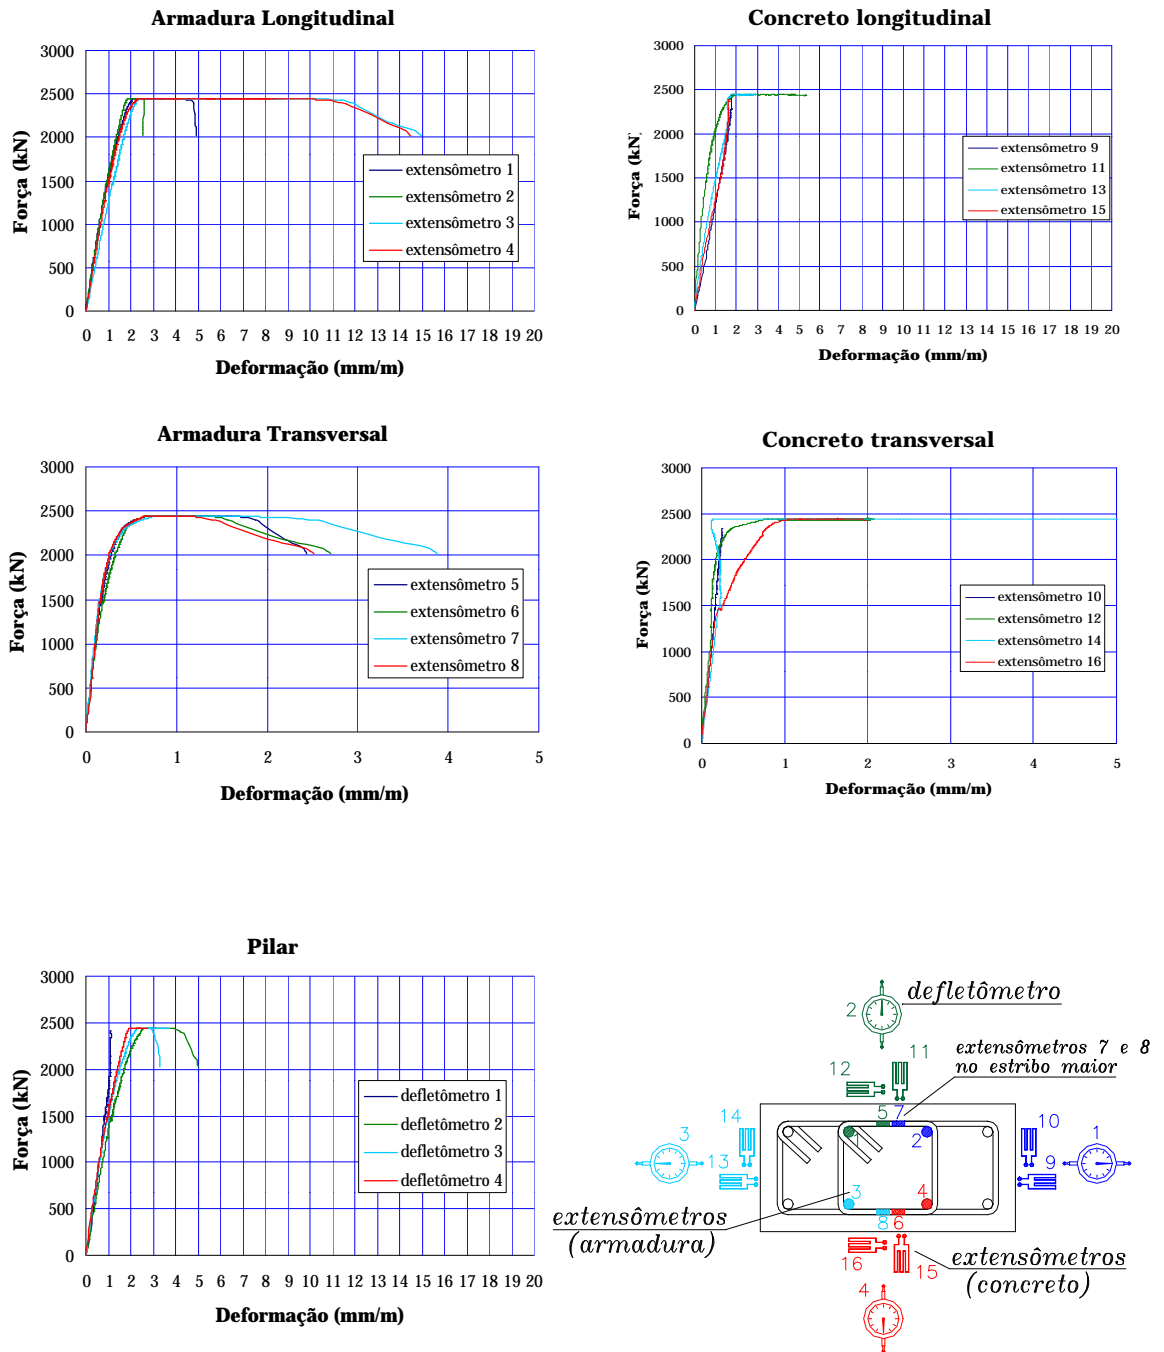 Armadura Longitudinal
3000
2500
2000
1500
1000
500
0
Força (kN)
0 1 2 3 4 5 6 7 8 9 10 11 12 13 14 15 16 17 18 19 20
Deformação (mm/m)
extensômetro 1
extensômetro 2
extensômetro 3
extensômetro 4
Concreto longitudinal
3000
2500
2000
1500
1000
500
0
Força (kN)
0 1 2 3 4 5 6 7 8 9 10 11 12 13 14 15 16 17 18 19 20
Deformação (mm/m)
extensômetro 9
extensômetro 11
extensômetro 13
extensômetro 15
Armadura Transversal
3000
2500
2000
1500
1000
500
0
Força (kN)
0 1 2 3 4 5
Deformação (mm/m)
extensômetro 5
extensômetro 6
extensômetro 7
extensômetro 8
Concreto transversal
3000
2500
2000
1500
1000
500
0
Força (kN)
0 1 2 3 4 5
Deformação (mm/m)
extensômetro 10
extensômetro 12
extensômetro 14
extensômetro 16
Pilar
3000
2500
2000
1500
1000
500
0
Força (kN)
0 1 2 3 4 5 6 7 8 9 10 11 12 13 14 15 16 17 18 19 20
Deformação (mm/m)
defletômetro 1
defletômetro 2
defletômetro 3
defletômetro 4
defletômetro
2
extensômetros 7 e 8
no estribo maior
11
12
5 7
14
10
3
1
2
13
9
3
4
8 6
extensômetros
(armadura)
16
15
extensômetros
(concreto)
4